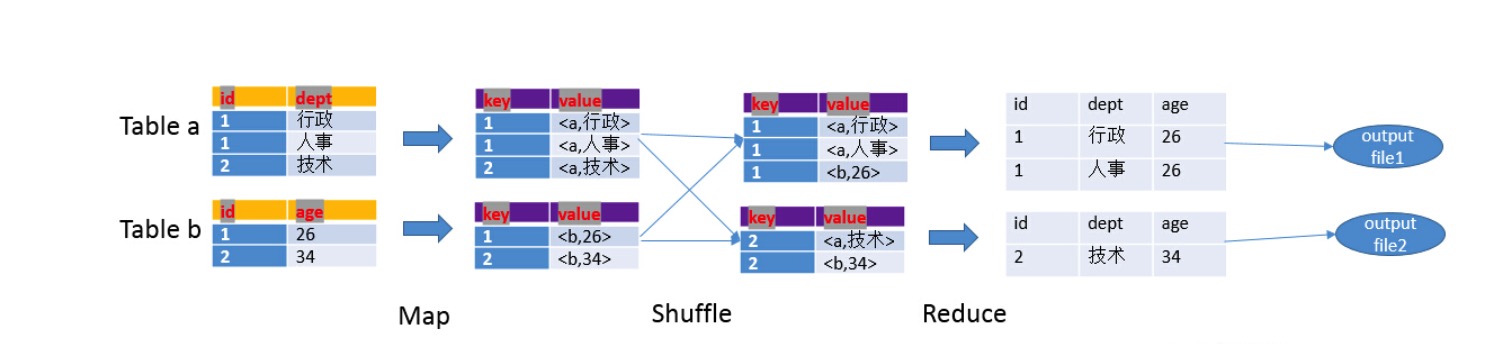 Table a
id dept
1 行政
1 人事
2 技术
key value
1 <a,行政>
1 <a,人事>
2 <a,技术>
key value
1 <a,行政>
1 <a,人事>
1 <b,26>
id dept age
1 行政 26
1 人事 26
output
file1
Table b
id age
1 26
2 34
key value
1 <b,26>
2 <b,34>
key value
2 <a,技术>
2 <b,34>
id dept age
2 技术 34
output
file2
Map
Shuffle
Reduce